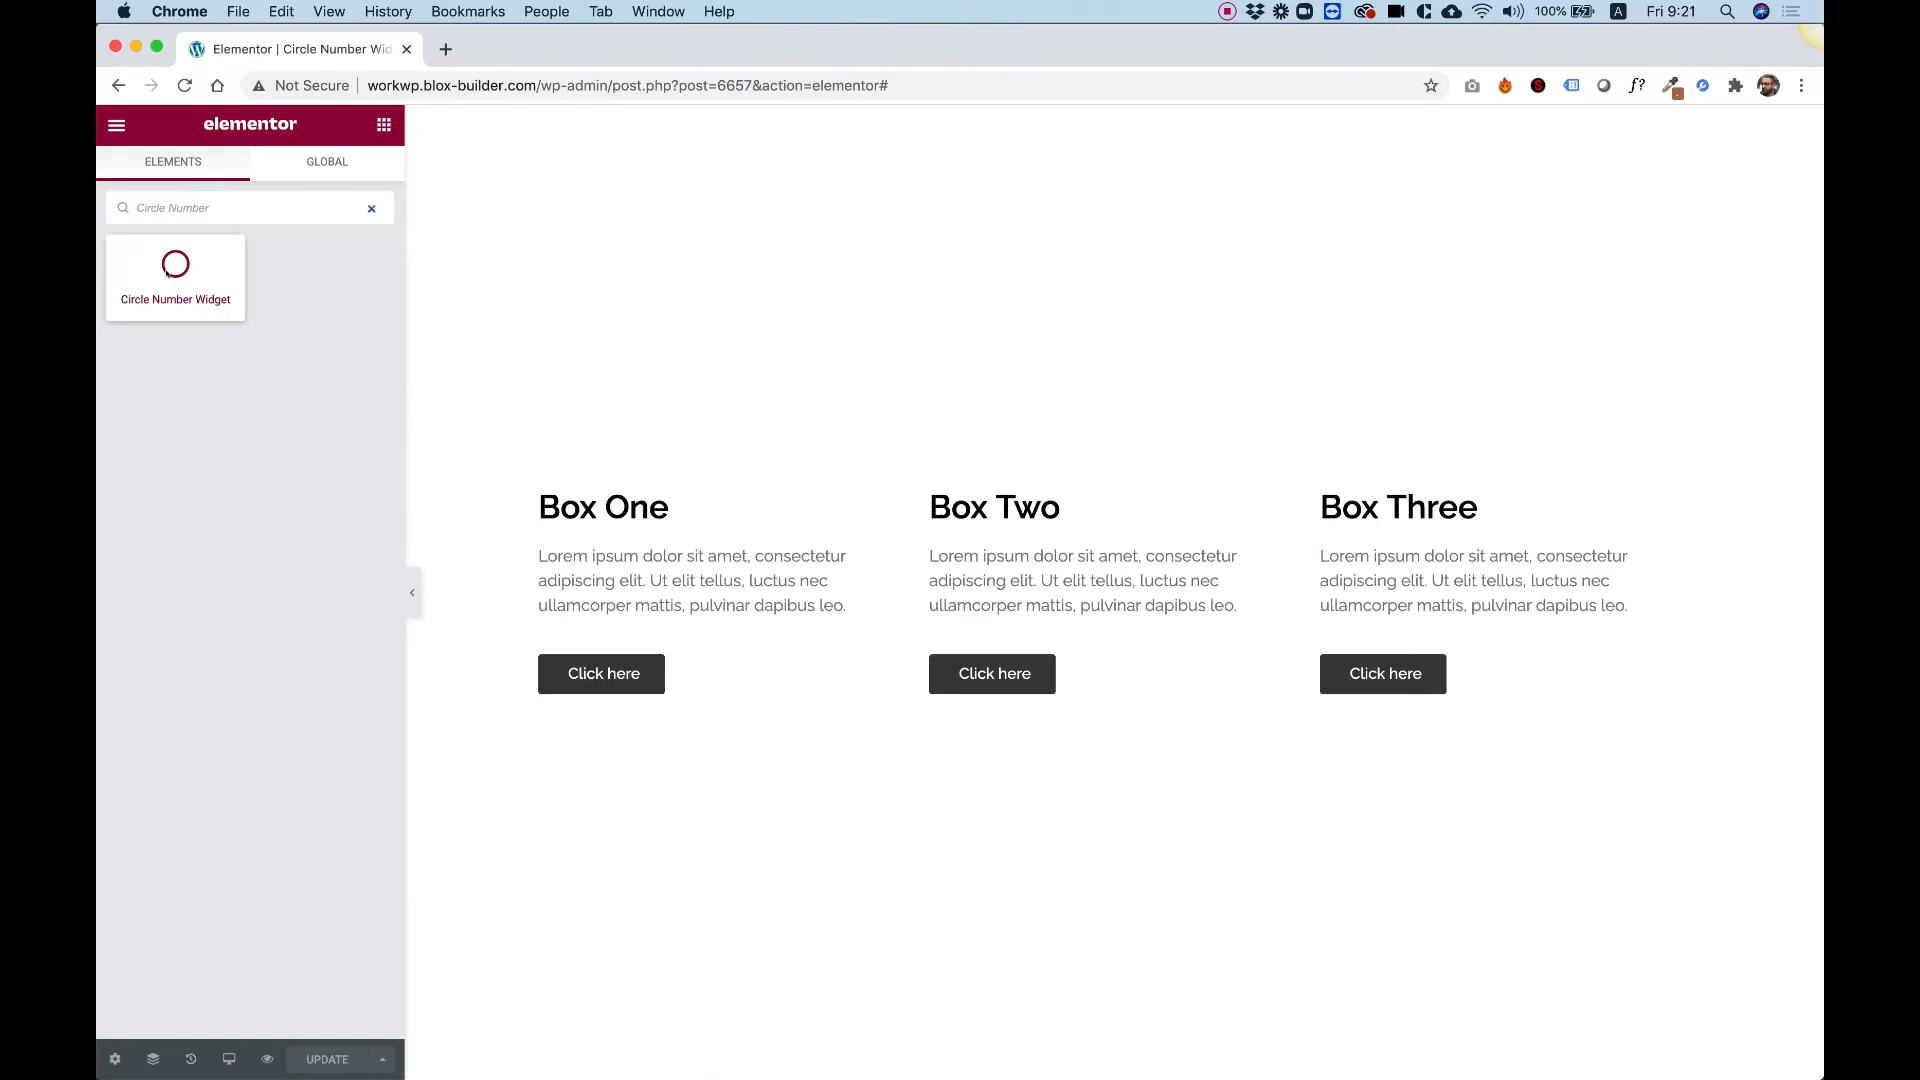 Chrome File Edit View History Bookmarks People Tab Window Help 100% A Fri 9:21
Elementor | Circle Number Wid
Not Secure workwp.blox-builder.com/wp-admin/post.php?post=6657&action=elementor#
f?
elementor
ELEMENTS GLOBAL
Circle Number
Circle Number Widget
Box One
Lorem ipsum dolor sit amet, consectetur
adipiscing elit. Ut elit tellus, luctus nec
ullamcorper mattis, pulvinar dapibus leo.
Click here
Box Two
Lorem ipsum dolor sit amet, consectetur
adipiscing elit. Ut elit tellus, luctus nec
ullamcorper mattis, pulvinar dapibus leo.
Click here
Box Three
Lorem ipsum dolor sit amet, consectetur
adipiscing elit. Ut elit tellus, luctus nec
ullamcorper mattis, pulvinar dapibus leo.
Click here
UPDATE